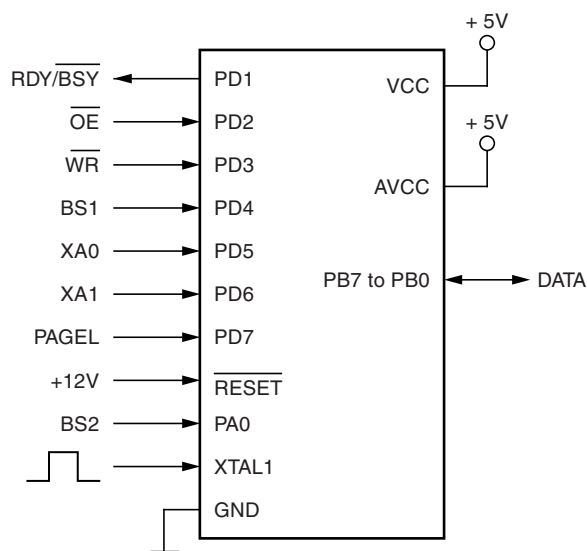 + 5V
RDY/BSY PD1 VCC
OE PD2 + 5V
WR PD3
BS1 PD4 AVCC
XA0 PD5
XA1 PD6 PB7 to PB0 DATA
PAGEL PD7
+12V RESET
BS2 PA0
XTAL1
GND